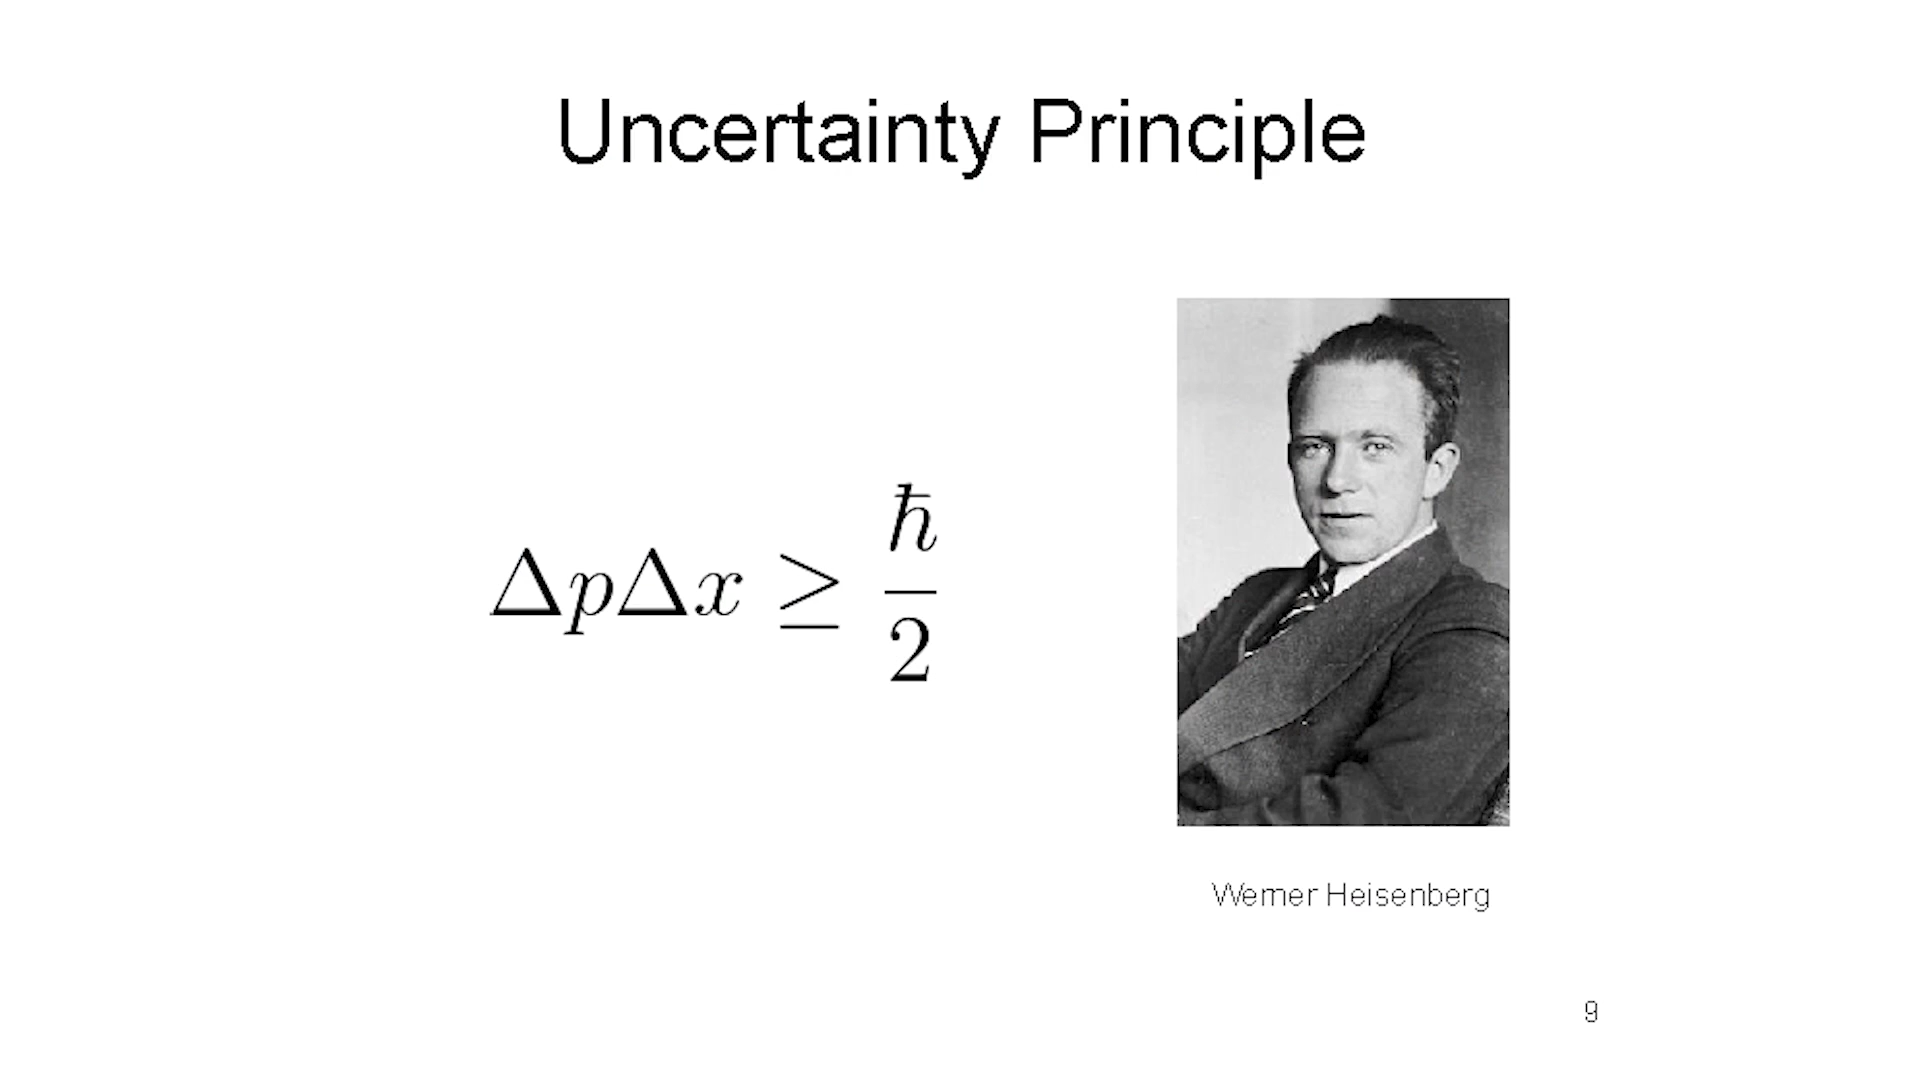 Uncertainty Principle
ΔpΔx ≥ ħ/2
Werner Heisenberg
9